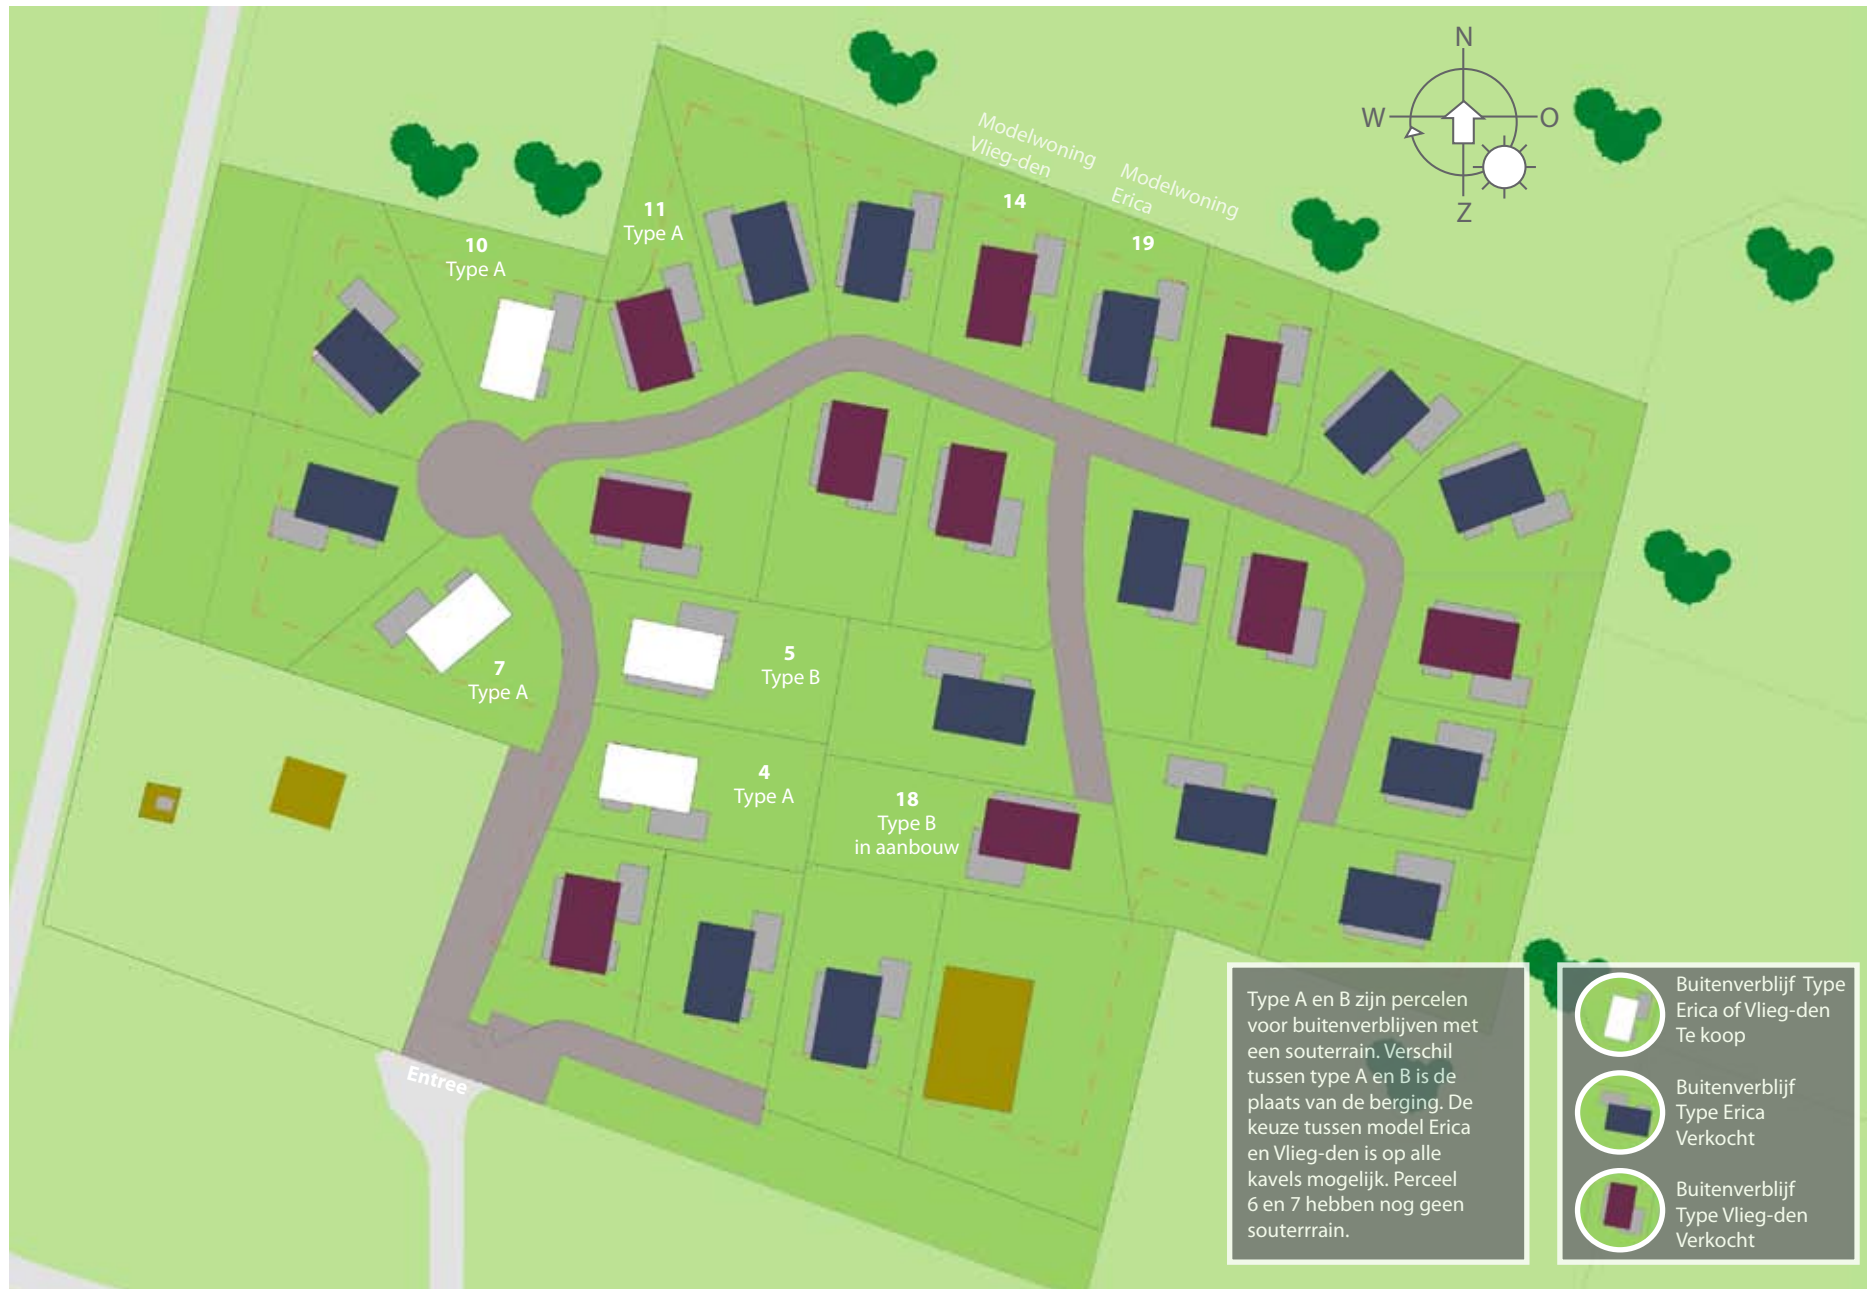 N
W
O
Z
Modelwoning
Vlieg-den
Modelwoning
Erica
14
19
11
Type A
10
Type A
7
Type A
5
Type B
4
Type A
18
Type B
in aanbouw
Entree
Type A en B zijn percelen
voor buitenverblijven met
een souterrain. Verschil
tussen type A en B is de
plaats van de berging. De
keuze tussen model Erica
en Vlieg-den is op alle
kavels mogelijk. Perceel
6 en 7 hebben nog geen
souterrrain.
Buitenverblijf Type
Erica of Vlieg-den
Te koop
Buitenverblijf
Type Erica
Verkocht
Buitenverblijf
Type Vlieg-den
Verkocht